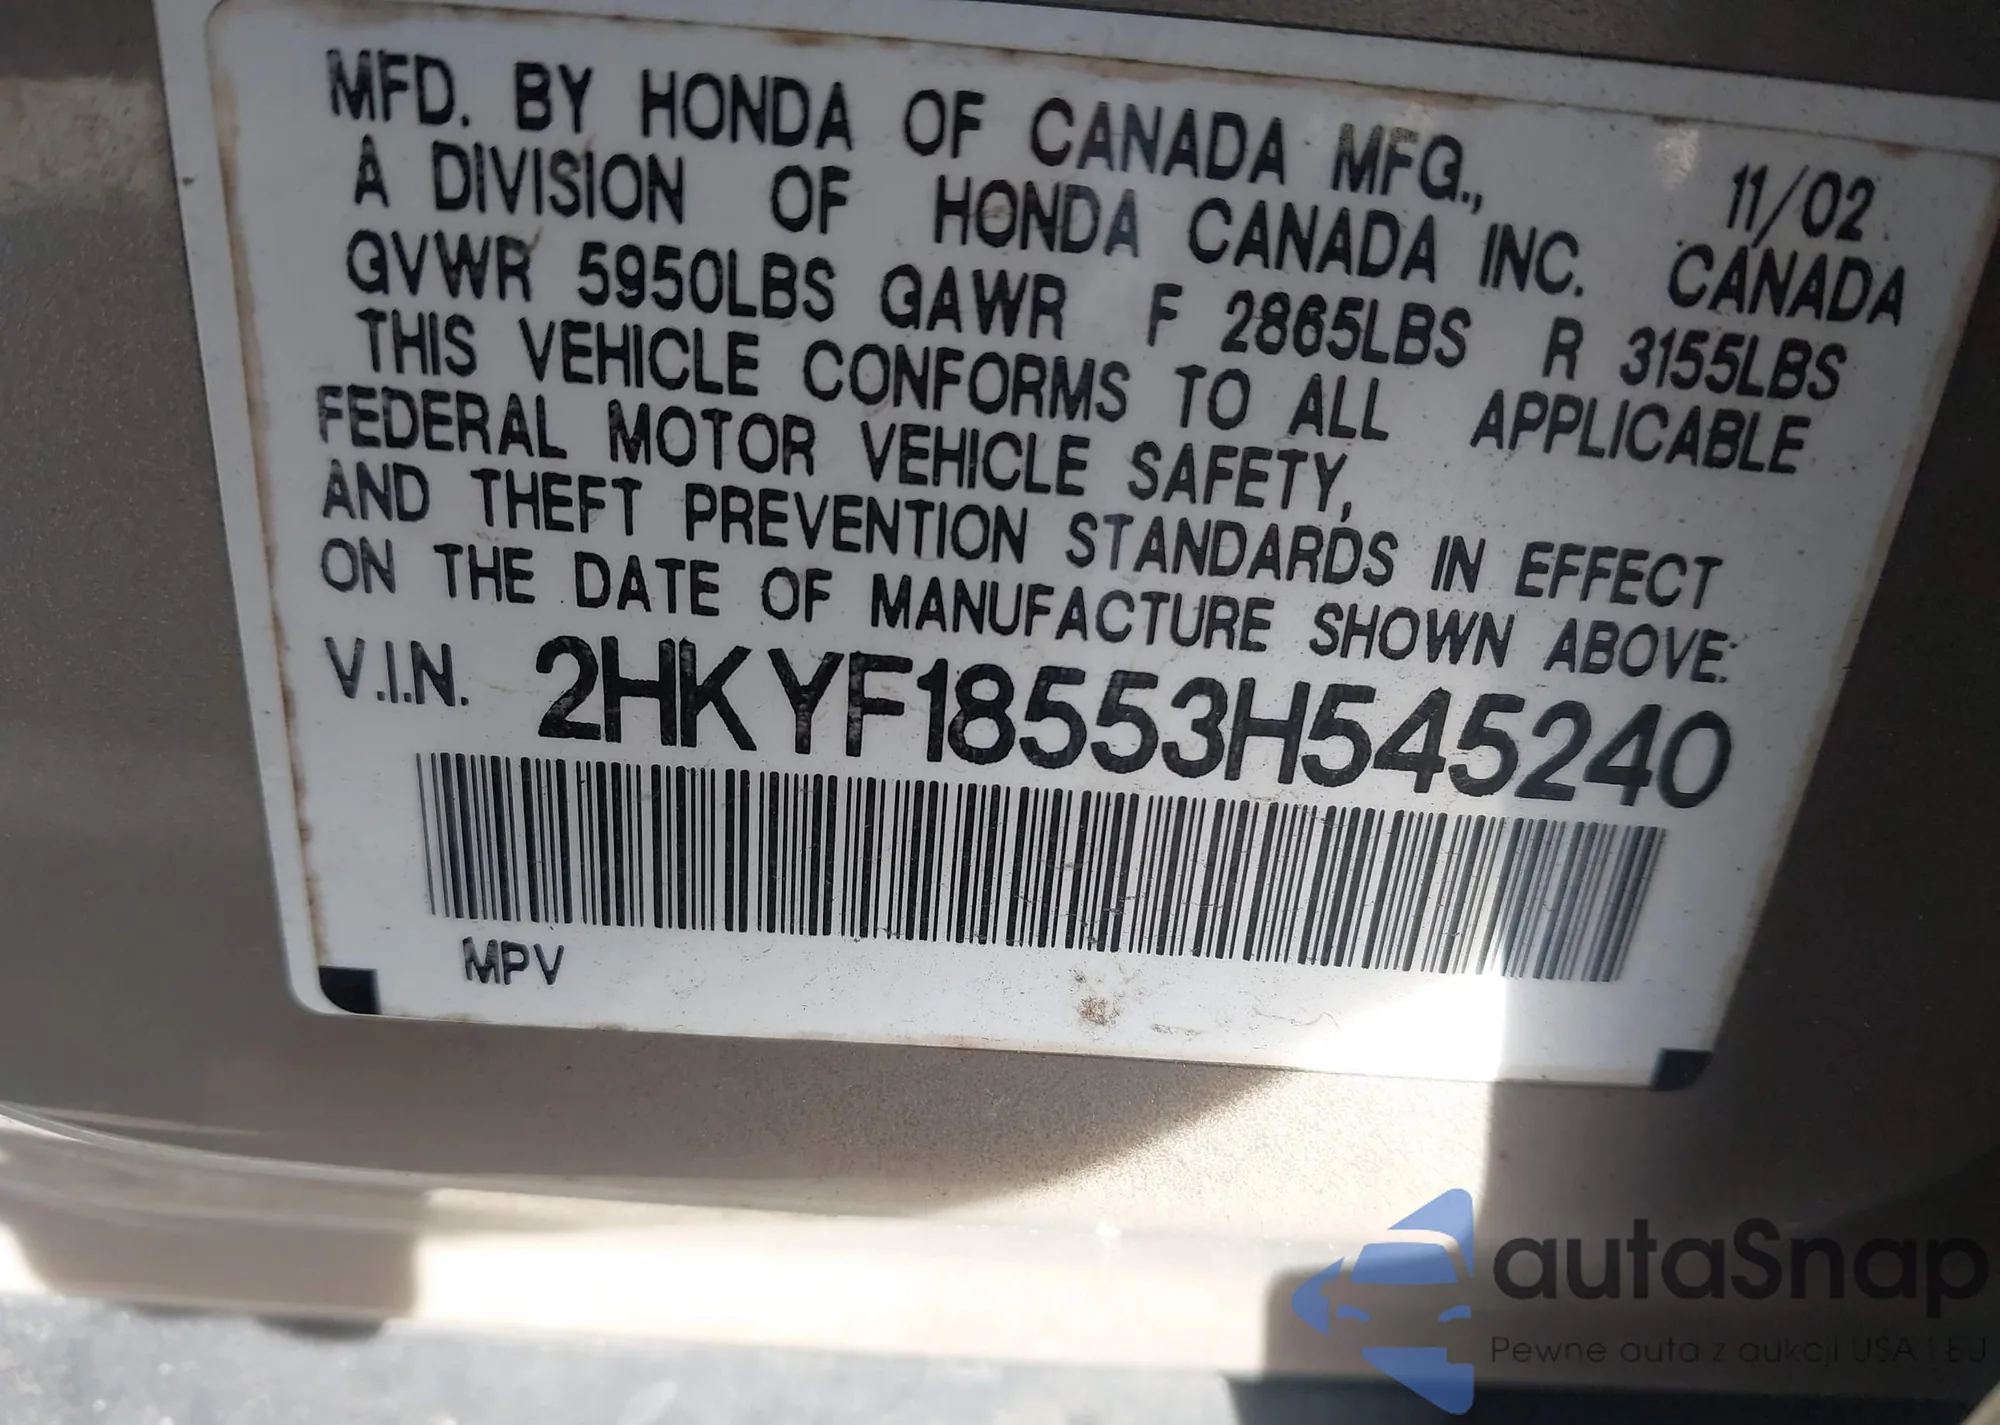 MFD. BY HONDA OF CANADA MFG.,
A DIVISION OF HONDA CANADA INC. 11/02
CANADA
GVWR 5950LBS GAWR F 2865LBS R 3155LBS
THIS VEHICLE CONFORMS TO ALL APPLICABLE
FEDERAL MOTOR VEHICLE SAFETY,
AND THEFT PREVENTION STANDARDS IN EFFECT
ON THE DATE OF MANUFACTURE SHOWN ABOVE:
V.I.N. 2HKYF18553H545240
MPV
autaSnap
Pewne auta z aukcji USA i EU